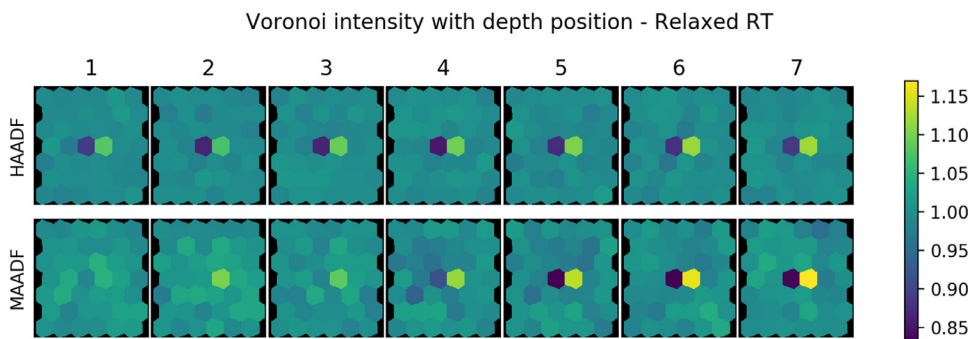 Voronoi intensity with depth position - Relaxed RT
1 2 3 4 5 6 7
HAADF
MAADF
1.15
1.10
1.05
1.00
0.95
0.90
0.85